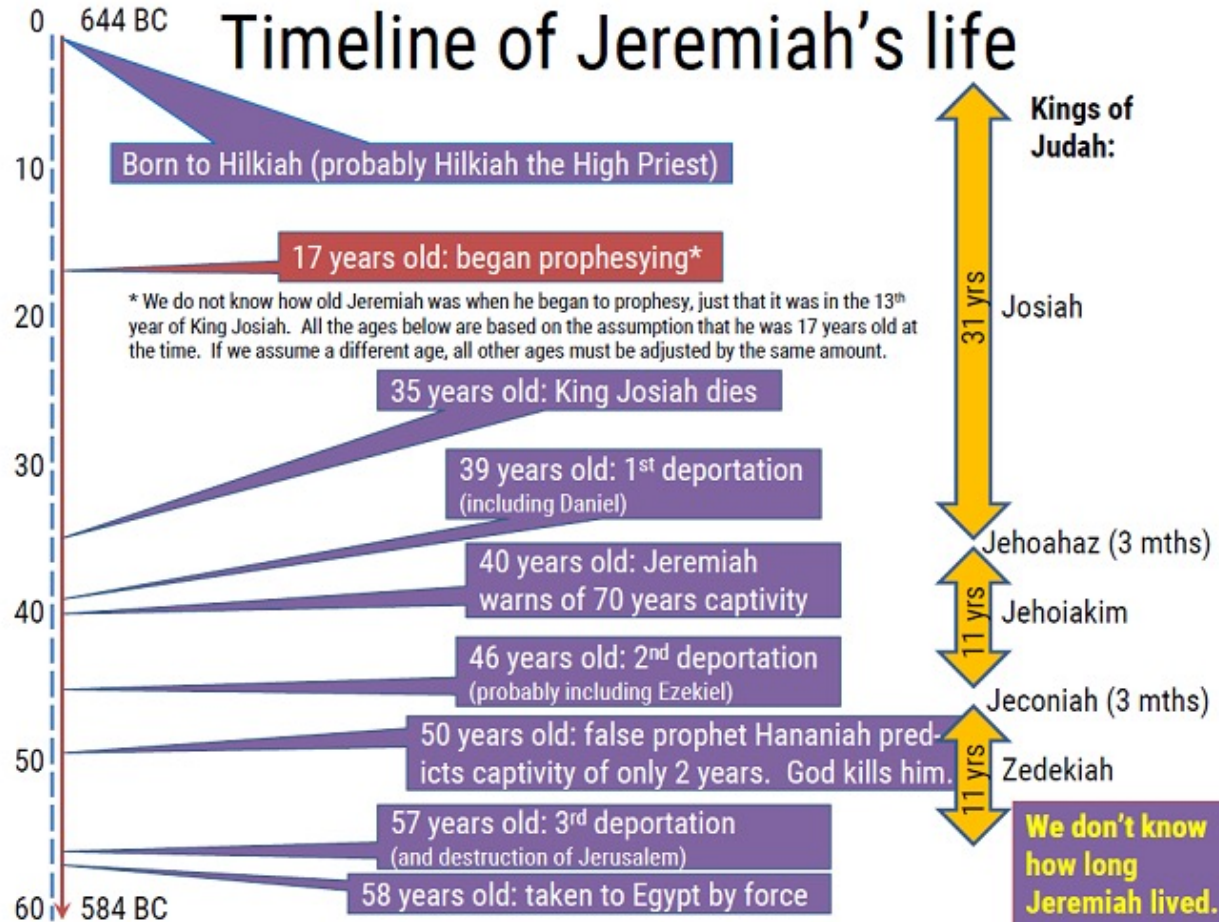 Timeline of Jeremiah's life
0
644 BC
Kings of
Judah:
Born to Hilkiah (probably Hilkiah the High Priest)
10
17 years old: began prophesying*
* We do not know how old Jeremiah was when he began to prophesy, just that it was in the 13th
year of King Josiah. All the ages below are based on the assumption that he was 17 years old at
the time. If we assume a different age, all other ages must be adjusted by the same amount.
20
31 yrs
Josiah
35 years old: King Josiah dies
30
39 years old: 1st deportation
(including Daniel)
Jehoahaz (3 mths)
40 years old: Jeremiah
warns of 70 years captivity
40
11 yrs
Jehoiakim
46 years old: 2nd deportation
(probably including Ezekiel)
Jeconiah (3 mths)
50 years old: false prophet Hananiah pred-
icts captivity of only 2 years. God kills him.
50
11 yrs
Zedekiah
57 years old: 3rd deportation
(and destruction of Jerusalem)
58 years old: taken to Egypt by force
We don't know
how long
Jeremiah lived.
60
584 BC